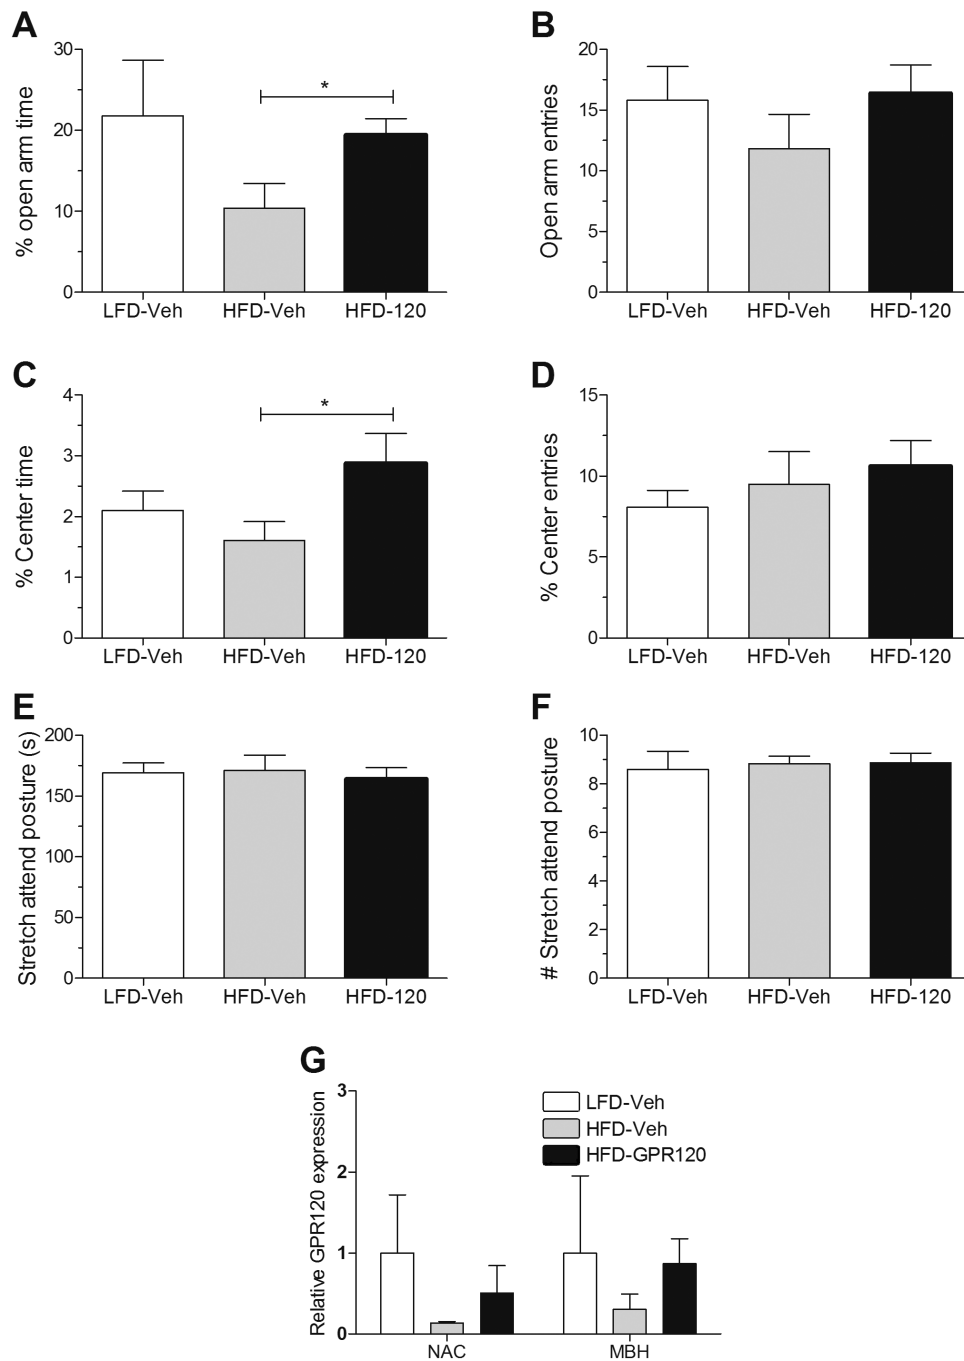 A
% open arm time
30
20
10
0
*
LFD-Veh HFD-Veh HFD-120
B
Open arm entries
20
15
10
5
0
LFD-Veh HFD-Veh HFD-120
C
% Center time
4
3
2
1
0
*
LFD-Veh HFD-Veh HFD-120
D
% Center entries
15
10
5
0
LFD-Veh HFD-Veh HFD-120
E
Stretch attend posture (s)
200
150
100
50
0
LFD-Veh HFD-Veh HFD-120
F
# Stretch attend posture
10
8
6
4
2
0
LFD-Veh HFD-Veh HFD-120
G
Relative GPR120 expression
3
2
1
0
LFD-Veh
HFD-Veh
HFD-GPR120
NAC MBH